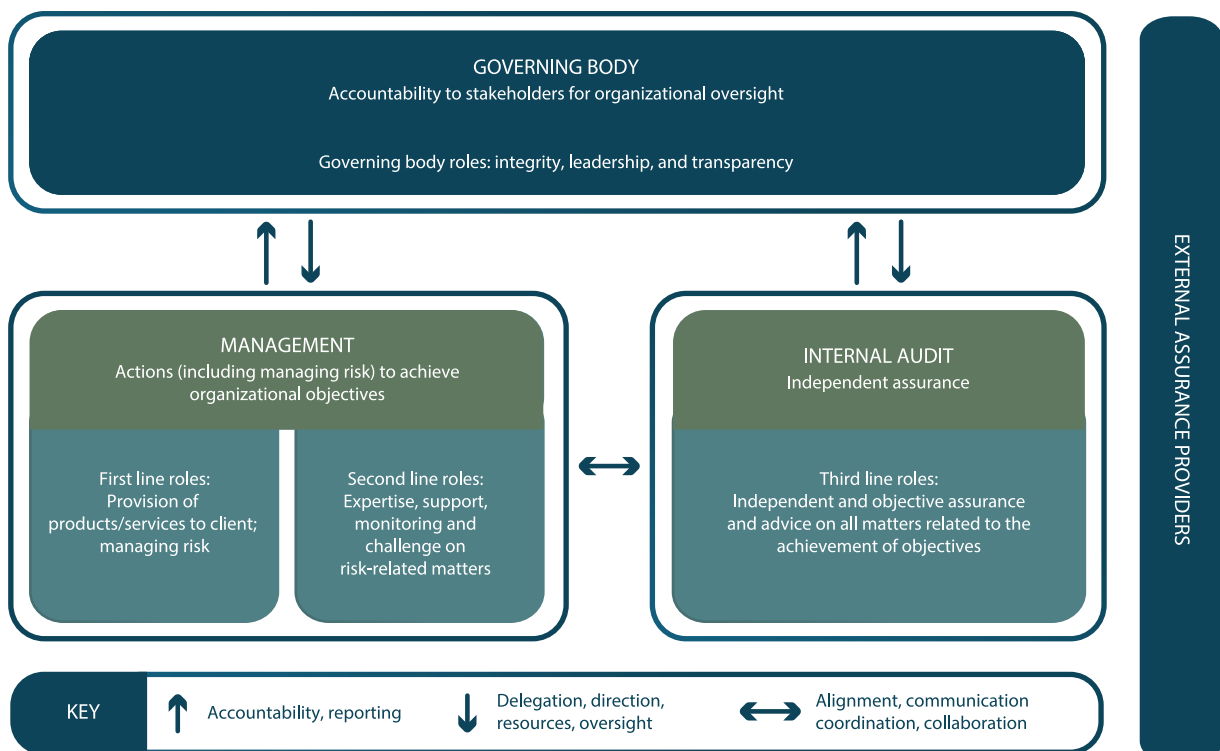 GOVERNING BODY
Accountability to stakeholders for organizational oversight
Governing body roles: integrity, leadership, and transparency
MANAGEMENT
Actions (including managing risk) to achieve
organizational objectives
First line roles:
Provision of
products/services to client;
managing risk
Second line roles:
Expertise, support,
monitoring and
challenge on
risk-related matters
INTERNAL AUDIT
Independent assurance
Third line roles:
Independent and objective assurance
and advice on all matters related to the
achievement of objectives
EXTERNAL ASSURANCE PROVIDERS
KEY
Accountability, reporting
Delegation, direction,
resources, oversight
Alignment, communication
coordination, collaboration